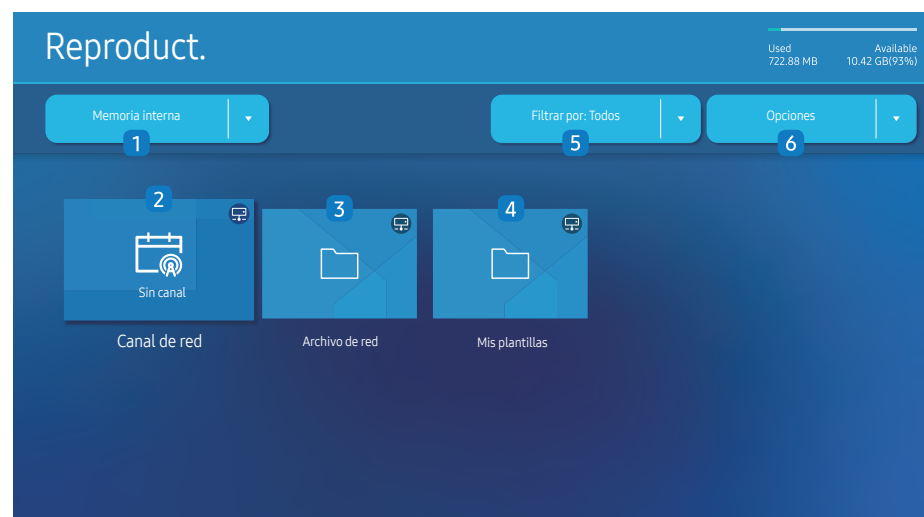 Reproduct.
Used Available
722.88 MB 10.42 GB(93%)
Memoria interna
1
Filtrar por: Todos
5
Opciones
6
2
3
4
Sin canal
Canal de red
Archivo de red
Mis plantillas